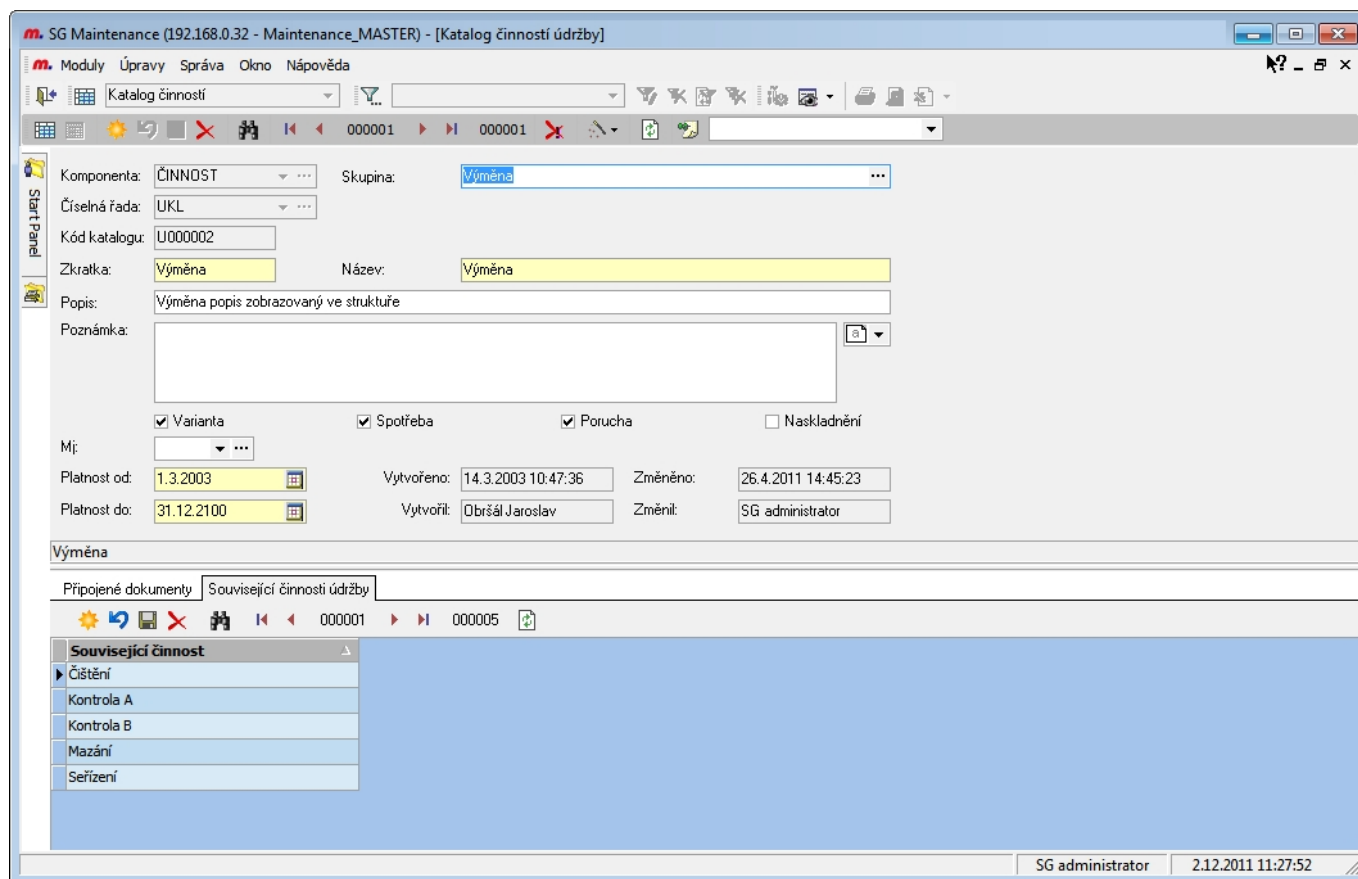 m. SG Maintenance (192.168.0.32 - Maintenance_MASTER) - [Katalog činností údržby]
m. Moduly Úpravy Správa Okno Nápověda
Katalog činností
000001 000001
Start Panel
Komponenta: ČINNOST Skupina: Výměna
Číselná řada: UKL
Kód katalogu: U000002
Zkratka: Výměna Název: Výměna
Popis: Výměna popis zobrazovaný ve struktuře
Poznámka: a
Varianta Spotřeba Porucha Naskladnění
Mj:
Platnost od: 1.3.2003 Vytvořeno: 14.3.2003 10:47:36 Změněno: 26.4.2011 14:45:23
Platnost do: 31.12.2100 Vytvořil: Obršál Jaroslav Změnil: SG administrator
Výměna
Připojené dokumenty Související činnosti údržby
000001 000005
Související činnost
Čištění
Kontrola A
Kontrola B
Mazání
Seřízení
SG administrator 2.12.2011 11:27:52